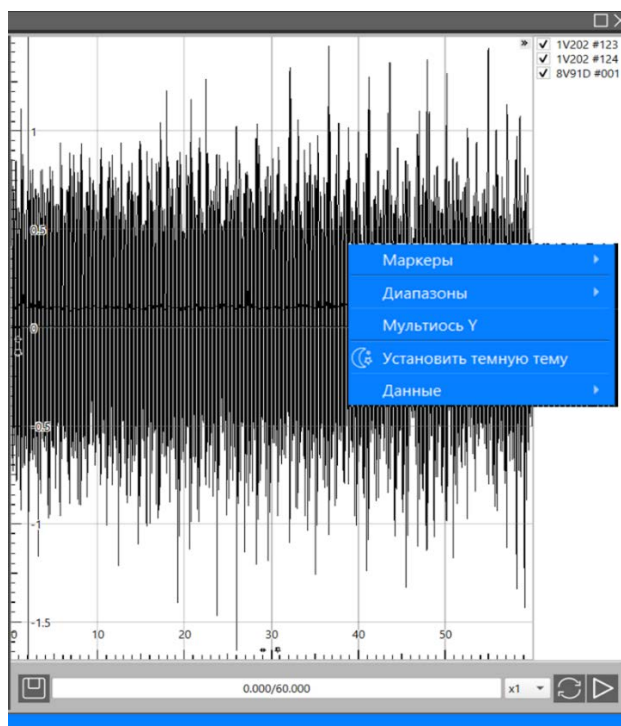 1V202 #123
1V202 #124
8V91D #001
1
0.5
0
-0.5
-1
-1.5
Маркеры
Диапазоны
Мультиось Y
Установить темную тему
Данные
0 10 20 30 40 50
0.000/60.000
x1